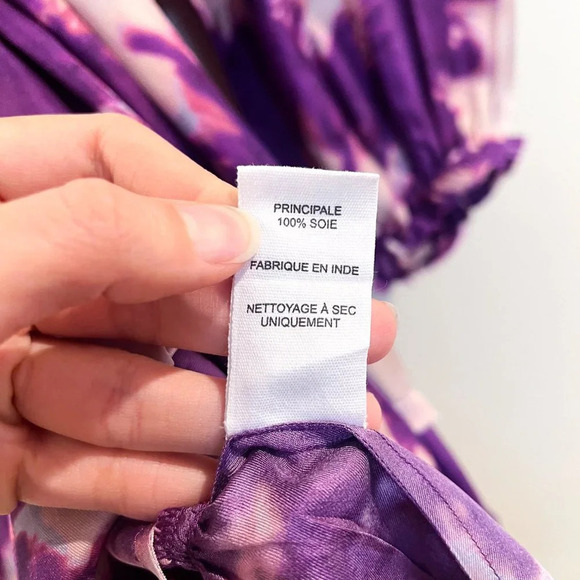 PRINCIPALE
100% SOIE
FABRIQUE EN INDE
NETTOYAGE À SEC
UNIQUEMENT